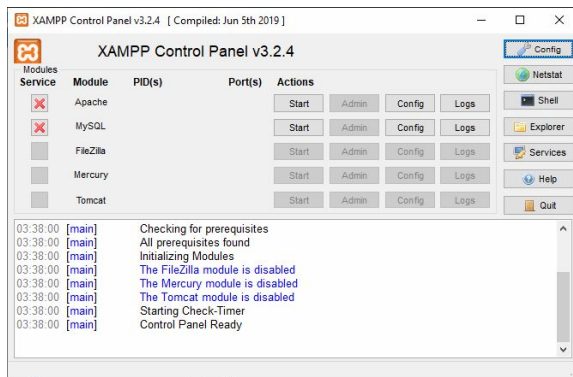 XAMPP Control Panel v3.2.4 [ Compiled: Jun 5th 2019 ]
XAMPP Control Panel v3.2.4
Config
Modules
Service Module PID(s) Port(s) Actions
Netstat
Apache Start Admin Config Logs
Shell
MySQL Start Admin Config Logs
Explorer
FileZilla Start Admin Config Logs
Services
Mercury Start Admin Config Logs
Help
Tomcat Start Admin Config Logs
Quit
03:38:00 [main] Checking for prerequisites
03:38:00 [main] All prerequisites found
03:38:00 [main] Initializing Modules
03:38:00 [main] The FileZilla module is disabled
03:38:00 [main] The Mercury module is disabled
03:38:00 [main] The Tomcat module is disabled
03:38:00 [main] Starting Check-Timer
03:38:00 [main] Control Panel Ready